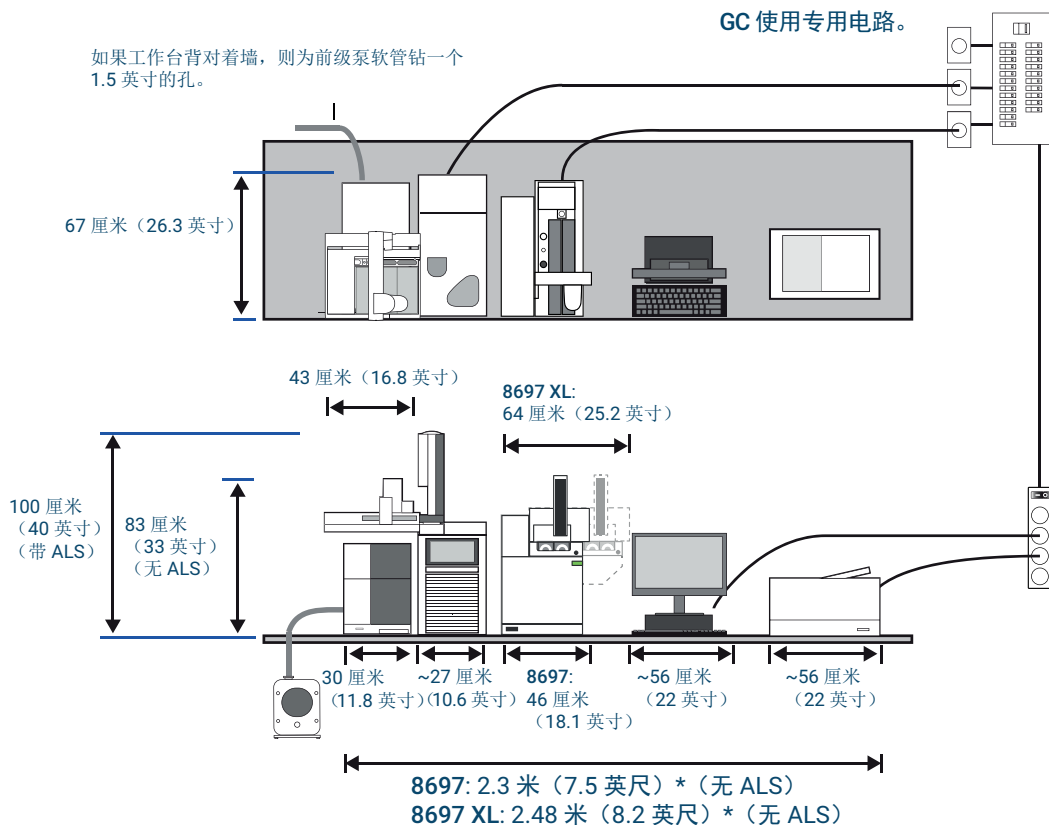 GC 使用专用电路。
如果工作台背对着墙，则为前级泵软管钻一个
1.5 英寸的孔。
67 厘米（26.3 英寸）
43 厘米（16.8 英寸）
8697 XL:
64 厘米（25.2 英寸）
100 厘米
（40 英寸）
（带 ALS）
83 厘米
（33 英寸）
（无 ALS）
30 厘米
（11.8 英寸）
~27 厘米
（10.6 英寸）
8697:
46 厘米
（18.1 英寸）
~56 厘米
（22 英寸）
~56 厘米
（22 英寸）
8697: 2.3 米（7.5 英尺）*（无 ALS）
8697 XL: 2.48 米（8.2 英尺）*（无 ALS）